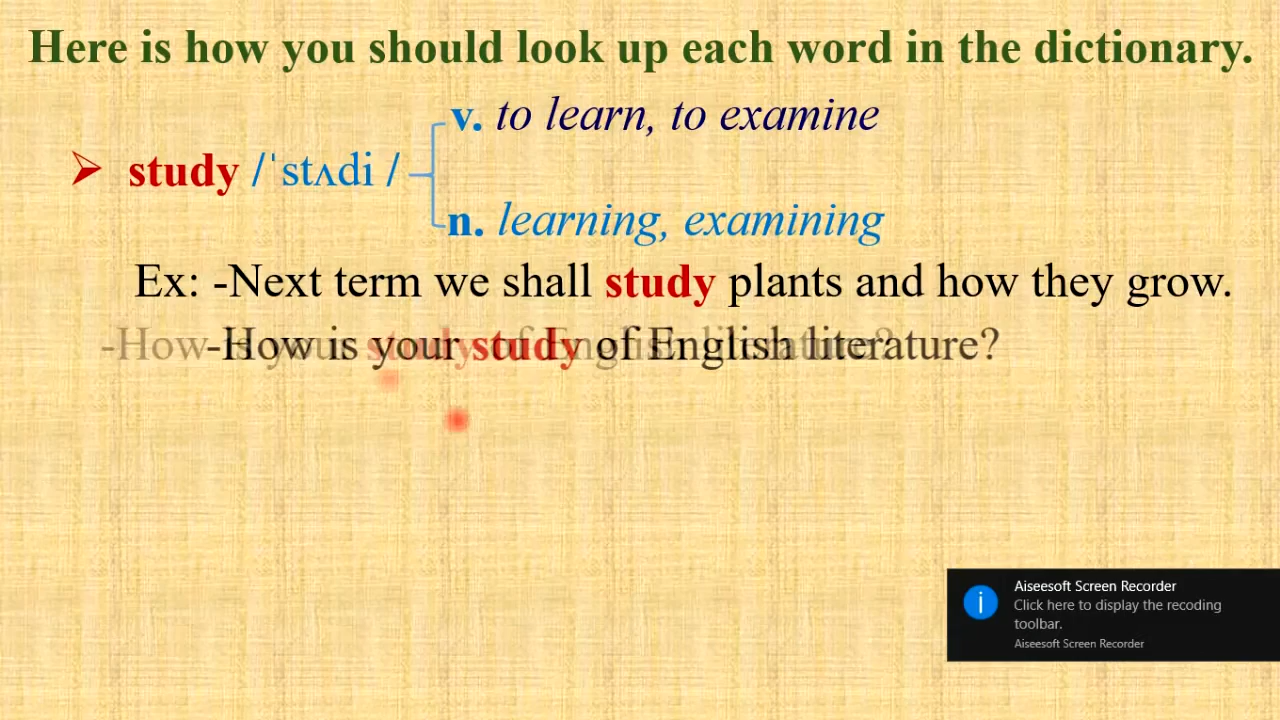 Here is how you should look up each word in the dictionary.
v. to learn, to examine
➢ study /ˈstʌdi /
n. learning, examining
Ex: -Next term we shall study plants and how they grow.
-How is your study of English literature?
Aiseesoft Screen Recorder
Click here to display the recoding
toolbar.
Aiseesoft Screen Recorder